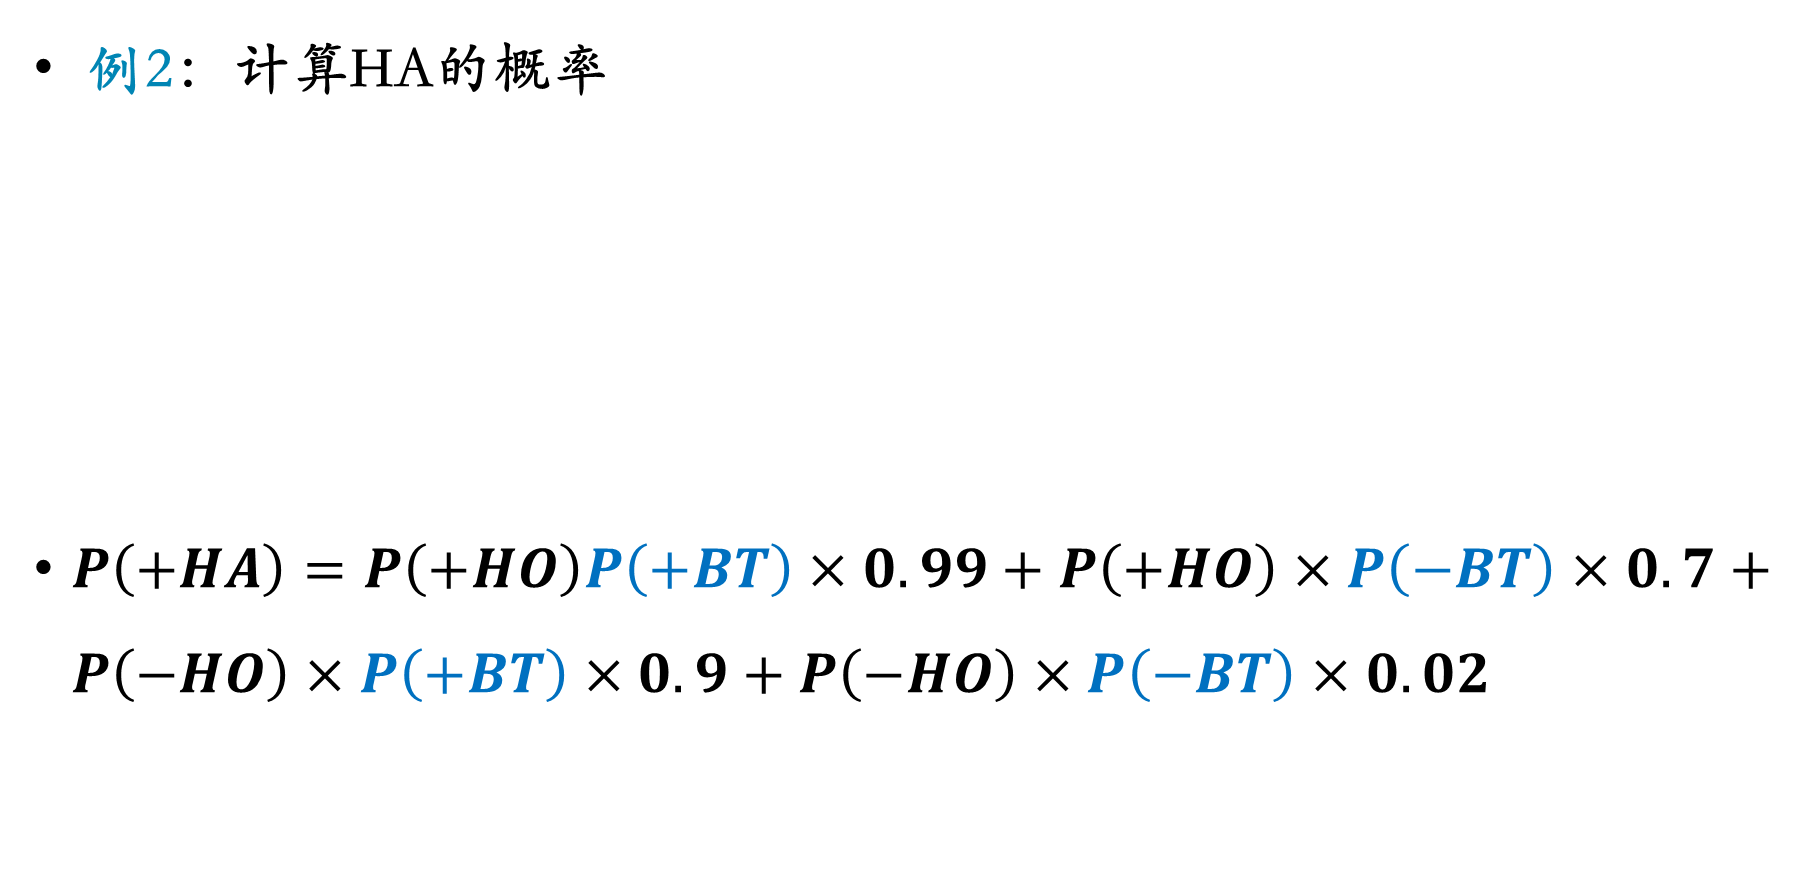 • 例2：计算HA的概率
• P(+HA) = P(+HO)P(+BT) × 0.99 + P(+HO) × P(−BT) × 0.7 +
P(−HO) × P(+BT) × 0.9 + P(−HO) × P(−BT) × 0.02